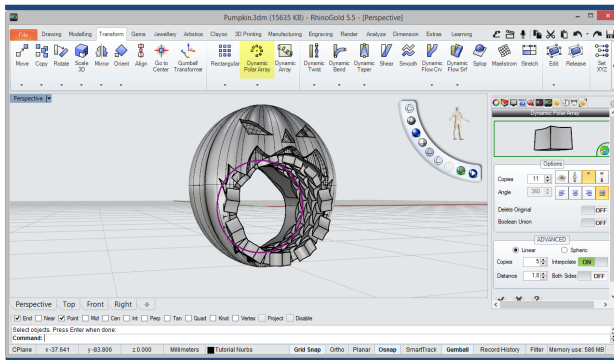 Pumpkin.3dm (15635 KB) - RhinoGold 5.5 - [Perspective]
File Drawing Modelling Transform Gems Jewellery Artistics Clayoo 3D Printing Manufacturing Engraving Render Analyze Dimension Extras Learning
Move Copy Rotate Scale 3D Mirror Orient Align Go to Center Gumball Transformer Rectangular Dynamic Polar Array Dynamic Array Dynamic Twist Dynamic Bend Dynamic Taper Shear Smooth Dynamic Flow Crv Dynamic Flow Srf Splop Maelstrom Stretch Edit Release Set XYZ
Perspective
Dynamic Polar Array
Options
Copies 11
Angle 360
Delete Original OFF
Boolean Union OFF
ADVANCED
Linear Spheric
Copies 5 Interpolate ON
Distance 1.8 Both Sides OFF
Perspective Top Front Right
End Near Point Mid Cen Int Perp Tan Quad Knot Vertex Project Disable
Select objects. Press Enter when done:
Command:
CPlane x -37.641 y -83.806 z 0.000 Millimeters Tutorial Nurbs Grid Snap Ortho Planar Osnap SmartTrack Gumball Record History Filter Memory use: 586 MB